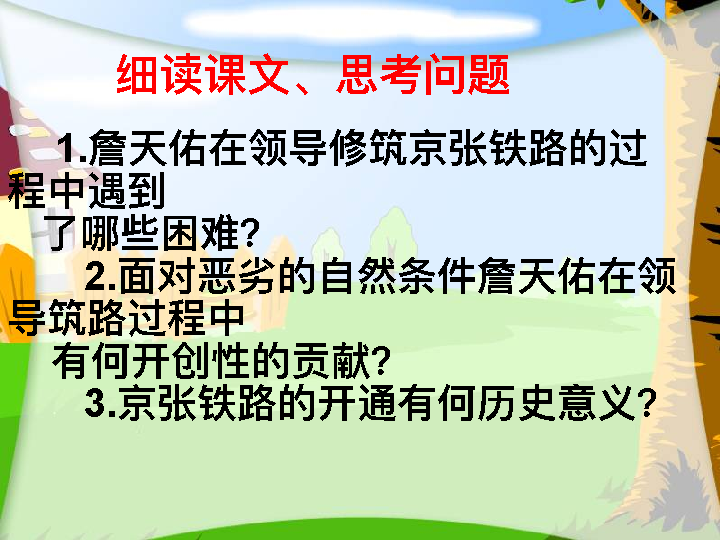 细读课文、思考问题
1.詹天佑在领导修筑京张铁路的过
程中遇到
了哪些困难?
2.面对恶劣的自然条件詹天佑在领
导筑路过程中
有何开创性的贡献?
3.京张铁路的开通有何历史意义?